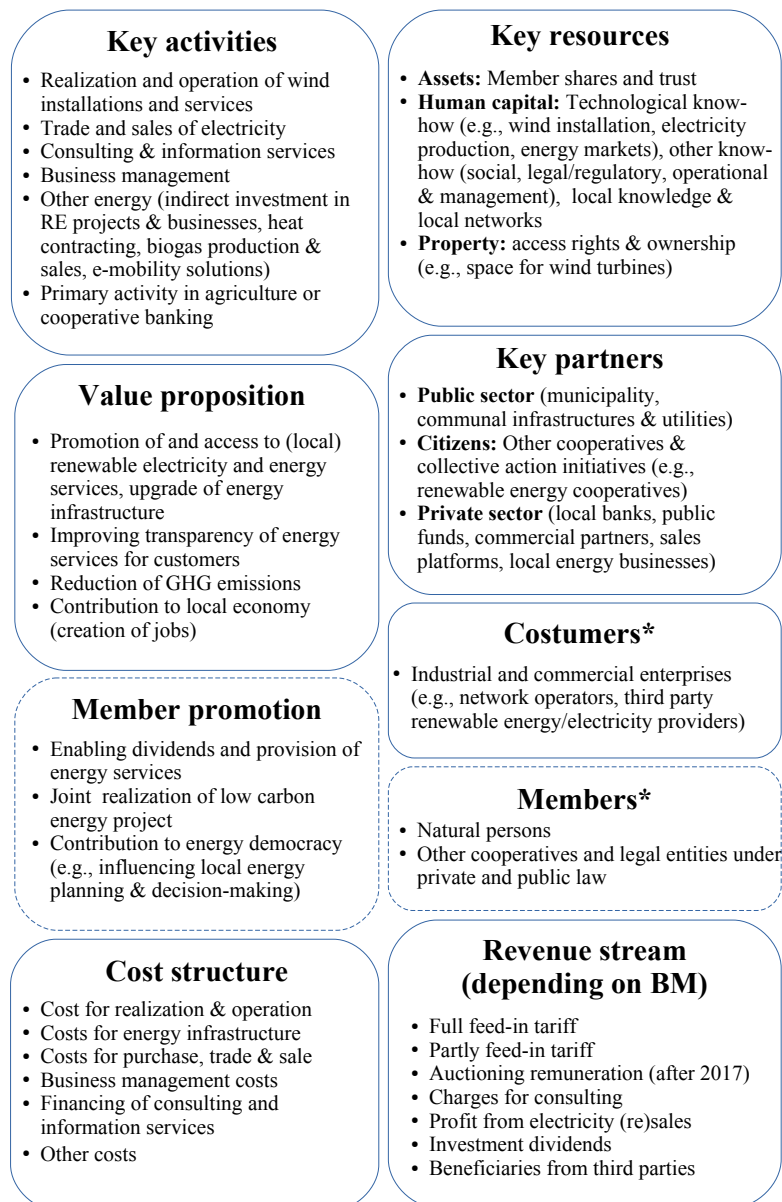 Key activities
• Realization and operation of wind
installations and services
• Trade and sales of electricity
• Consulting & information services
• Business management
• Other energy (indirect investment in
RE projects & businesses, heat
contracting, biogas production &
sales, e-mobility solutions)
• Primary activity in agriculture or
cooperative banking
Key resources
• Assets: Member shares and trust
• Human capital: Technological know-
how (e.g., wind installation, electricity
production, energy markets), other know-
how (social, legal/regulatory, operational
& management), local knowledge &
local networks
• Property: access rights & ownership
(e.g., space for wind turbines)
Value proposition
• Promotion of and access to (local)
renewable electricity and energy
services, upgrade of energy
infrastructure
• Improving transparency of energy
services for customers
• Reduction of GHG emissions
• Contribution to local economy
(creation of jobs)
Key partners
• Public sector (municipality,
communal infrastructures & utilities)
• Citizens: Other cooperatives &
collective action initiatives (e.g.,
renewable energy cooperatives)
• Private sector (local banks, public
funds, commercial partners, sales
platforms, local energy businesses)
Costumers*
• Industrial and commercial enterprises
(e.g., network operators, third party
renewable energy/electricity providers)
Member promotion
• Enabling dividends and provision of
energy services
• Joint realization of low carbon
energy project
• Contribution to energy democracy
(e.g., influencing local energy
planning & decision-making)
Members*
• Natural persons
• Other cooperatives and legal entities under
private and public law
Cost structure
• Cost for realization & operation
• Costs for energy infrastructure
• Costs for purchase, trade & sale
• Business management costs
• Financing of consulting and
information services
• Other costs
Revenue stream
(depending on BM)
• Full feed-in tariff
• Partly feed-in tariff
• Auctioning remuneration (after 2017)
• Charges for consulting
• Profit from electricity (re)sales
• Investment dividends
• Beneficiaries from third parties